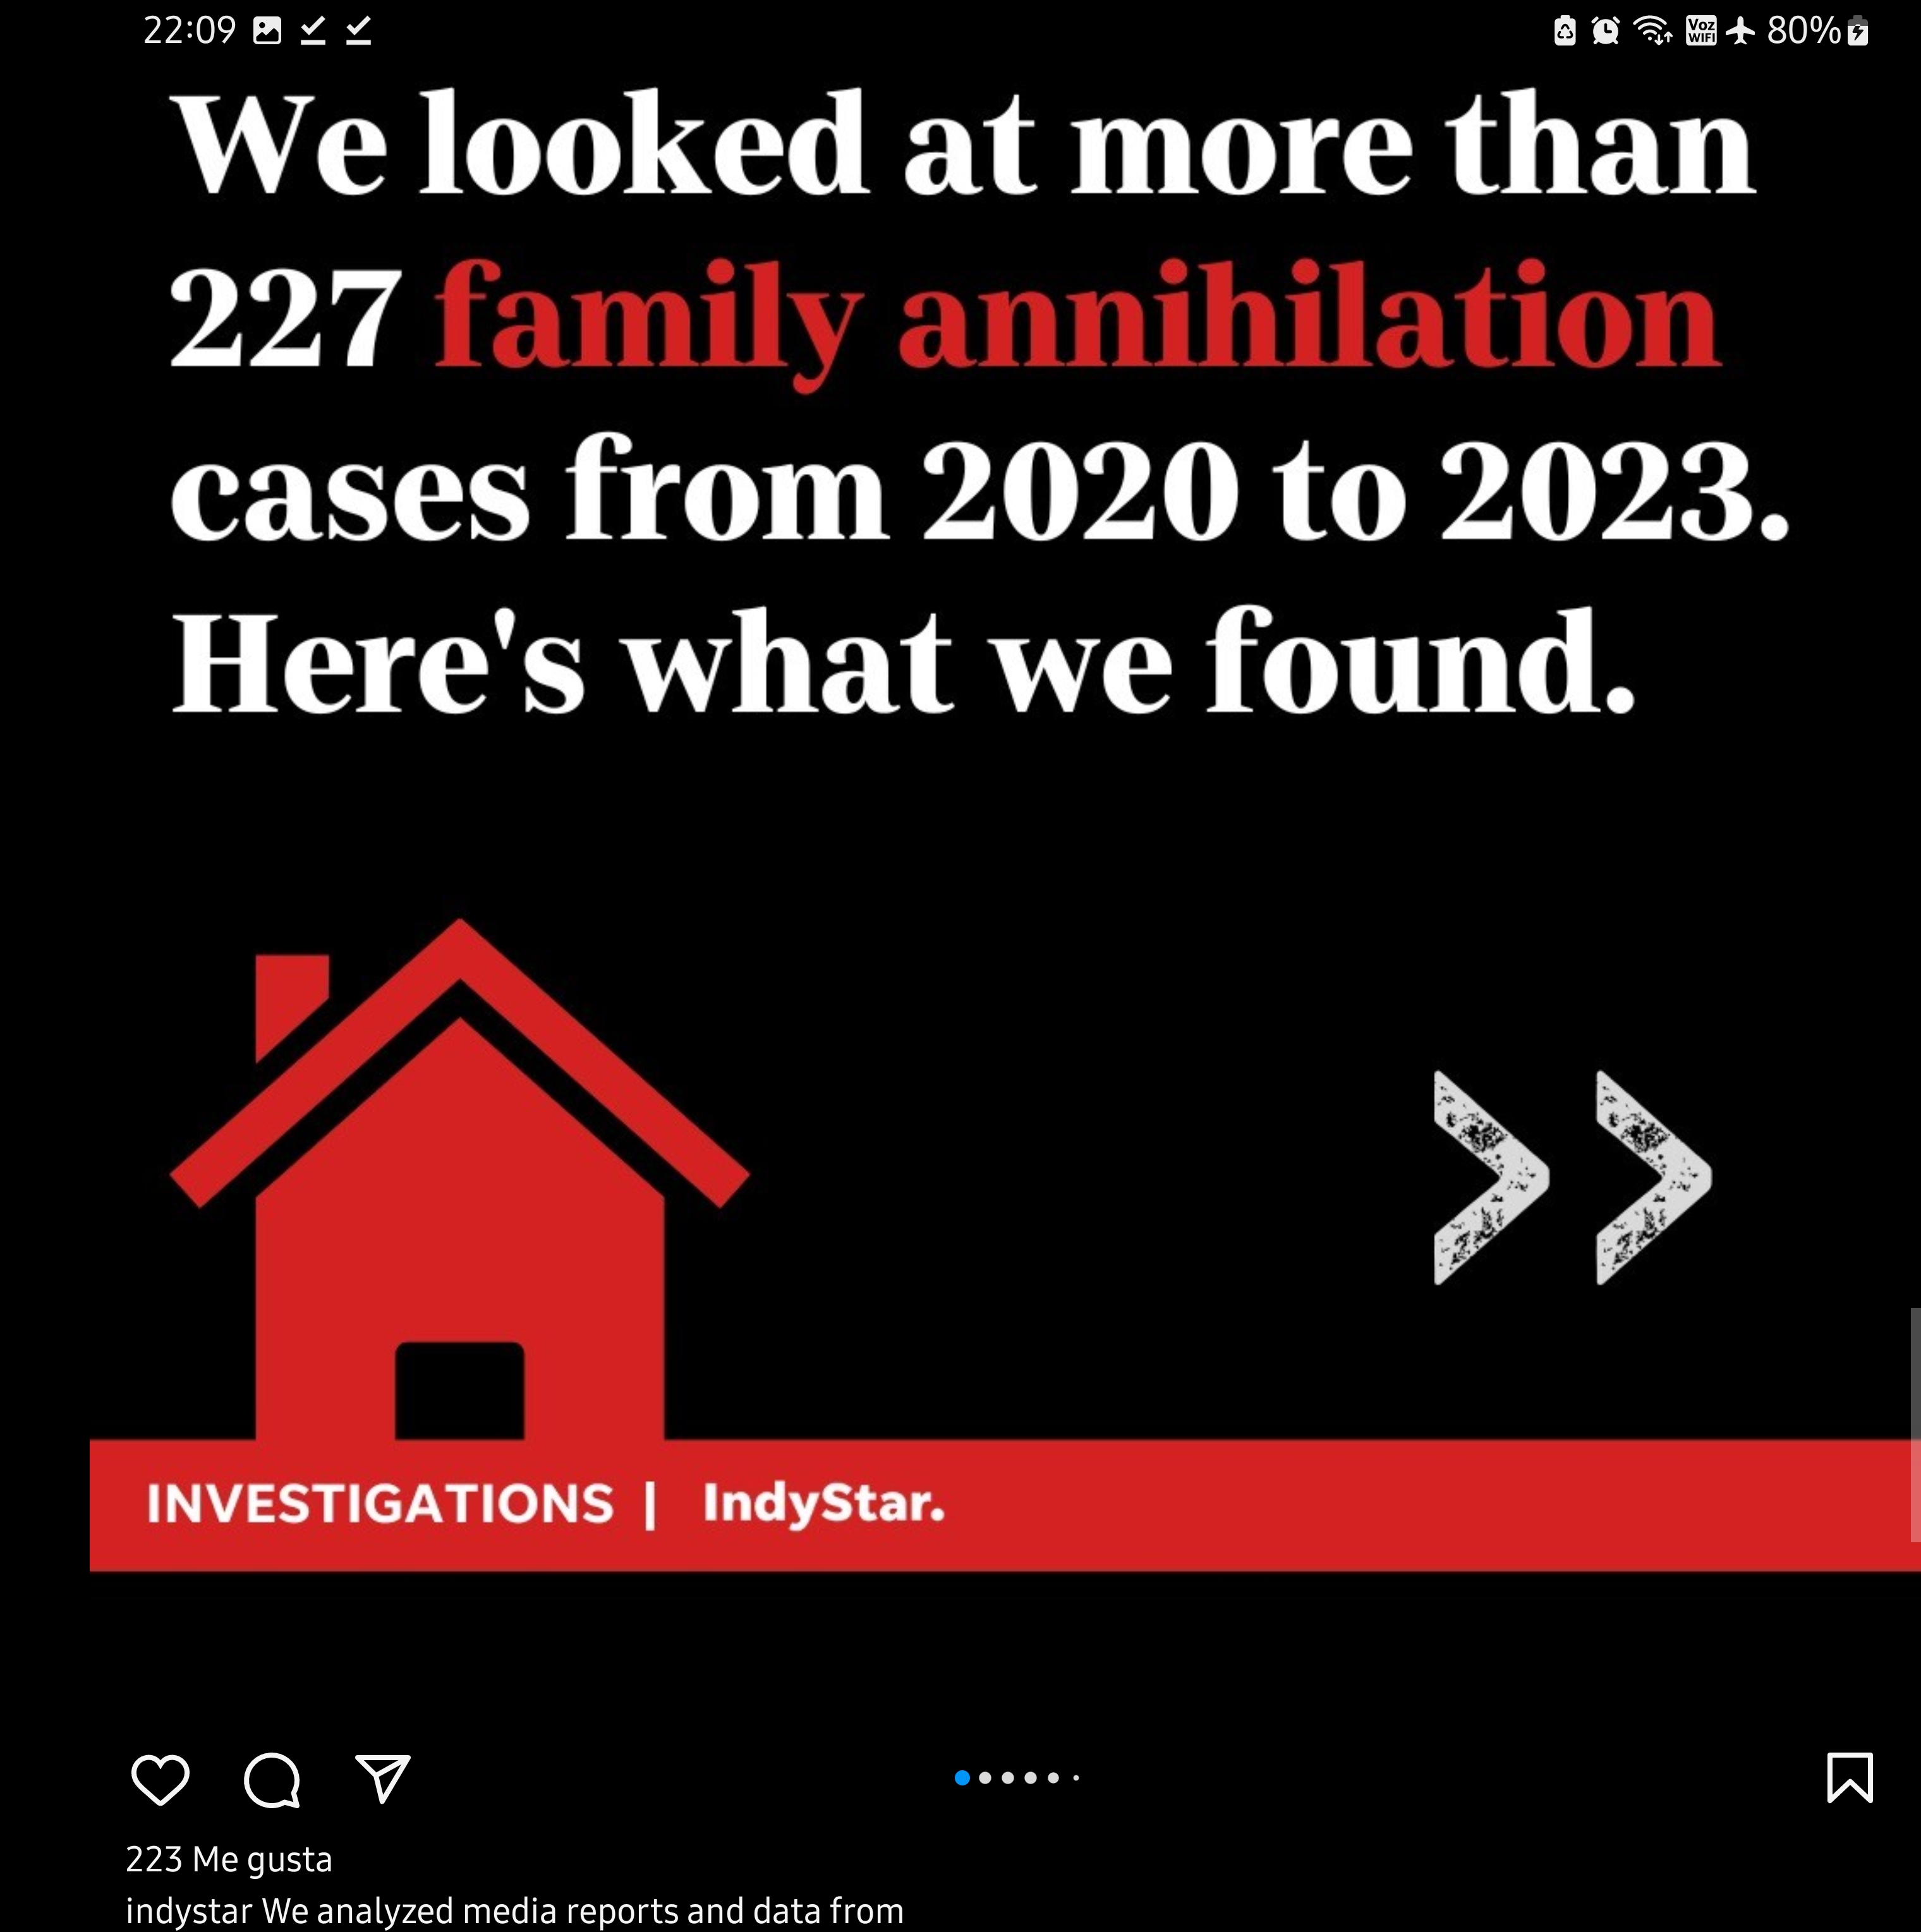 22:09 Voz WiFi 80%
We looked at more than
227 family annihilation
cases from 2020 to 2023.
Here's what we found.
INVESTIGATIONS | IndyStar.
223 Me gusta
indystar We analyzed media reports and data from